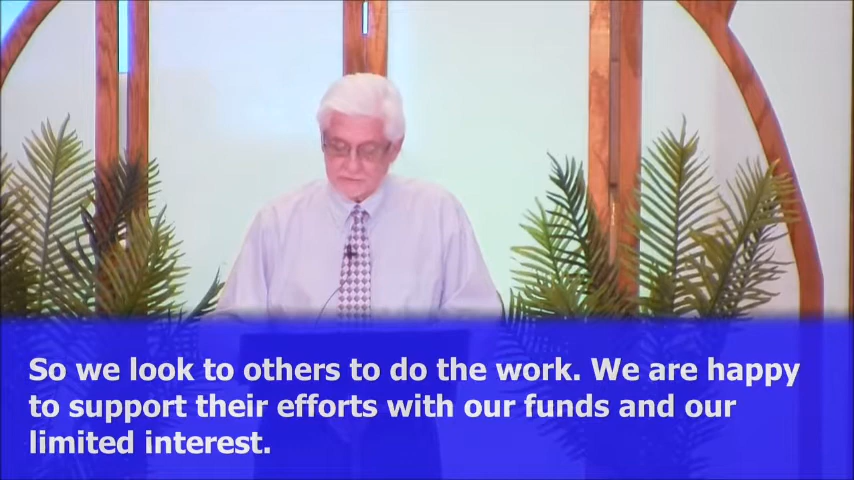 So we look to others to do the work. We are happy
to support their efforts with our funds and our
limited interest.